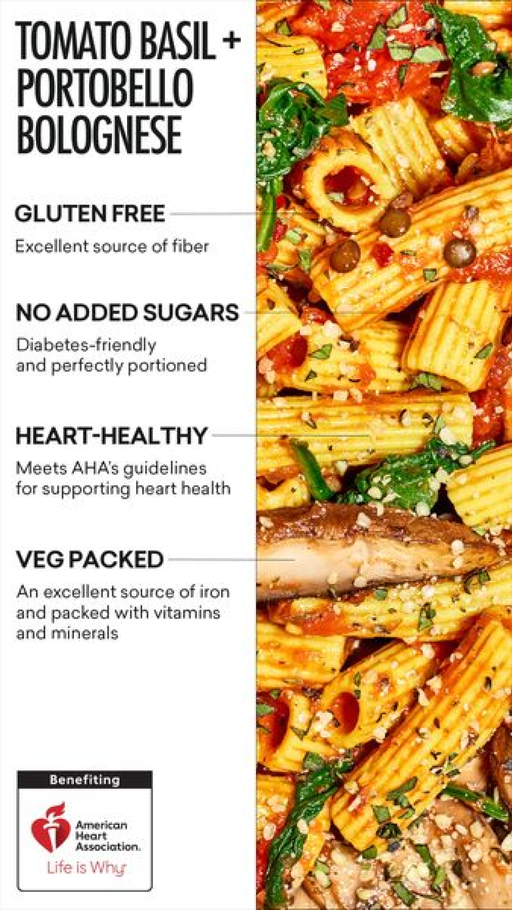 TOMATO BASIL +
PORTOBELLO
BOLOGNESE
GLUTEN FREE
Excellent source of fiber
NO ADDED SUGARS
Diabetes-friendly
and perfectly portioned
HEART-HEALTHY
Meets AHA's guidelines
for supporting heart health
VEG PACKED
An excellent source of iron
and packed with vitamins
and minerals
Benefiting
American
Heart
Association.
Life is Why™